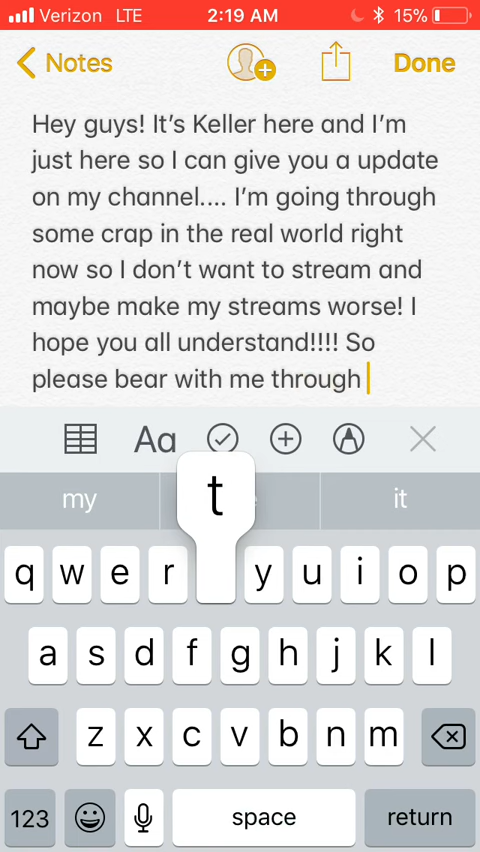 Verizon LTE 2:19 AM 15%
Notes Done
Hey guys! It’s Keller here and I’m
just here so I can give you a update
on my channel.... I’m going through
some crap in the real world right
now so I don’t want to stream and
maybe make my streams worse! I
hope you all understand!!!! So
please bear with me through
Aa
my it
t
q w e r y u i o p
a s d f g h j k l
z x c v b n m
123 space return